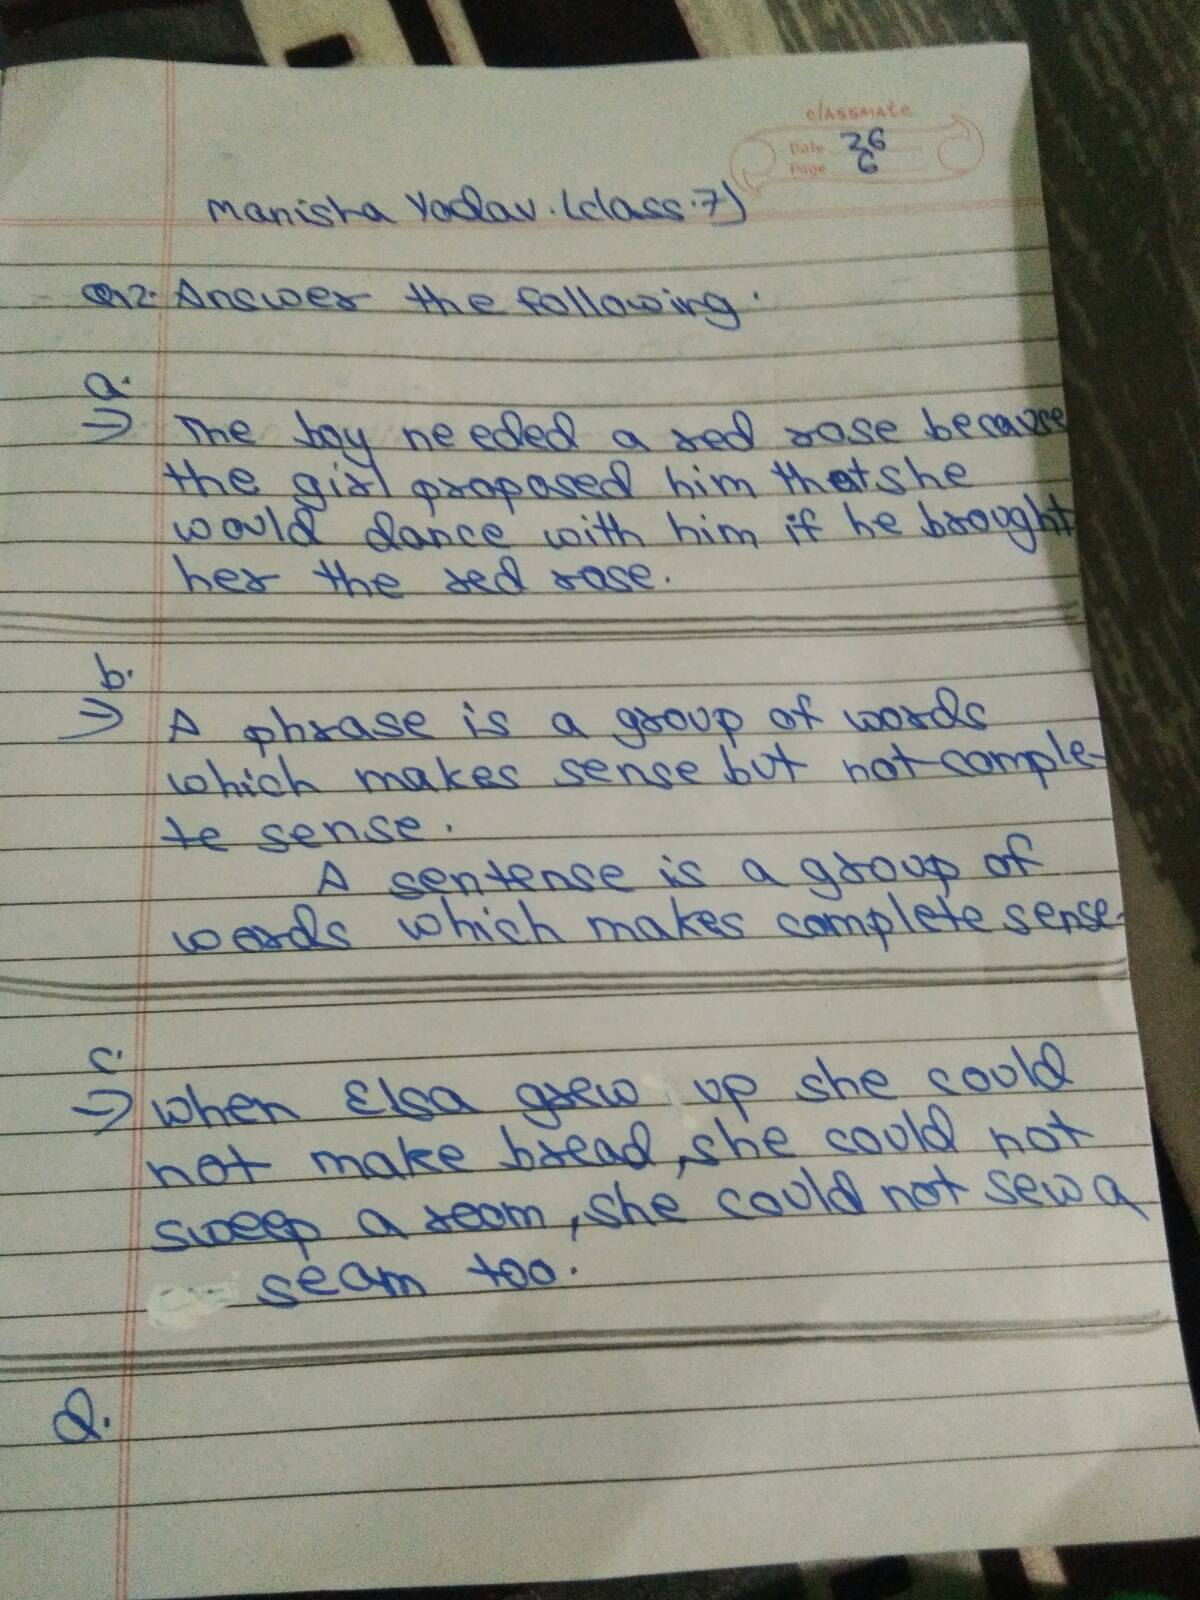 classmate
Date 26
Page 6
Manisha Yadav. (class.7)
Qn2. Answer the following.
a.
⇒ The boy needed a red rose because
the girl proposed him that she
would dance with him if he brought
her the red rose.
b.
⇒ A phrase is a group of words
which makes sense but not comple-
te sense.
A sentense is a group of
words which makes complete sense.
c.
⇒ When Elsa grew up she could
not make bread, she could not
sweep a room, she could not sew a
seam too.
d.